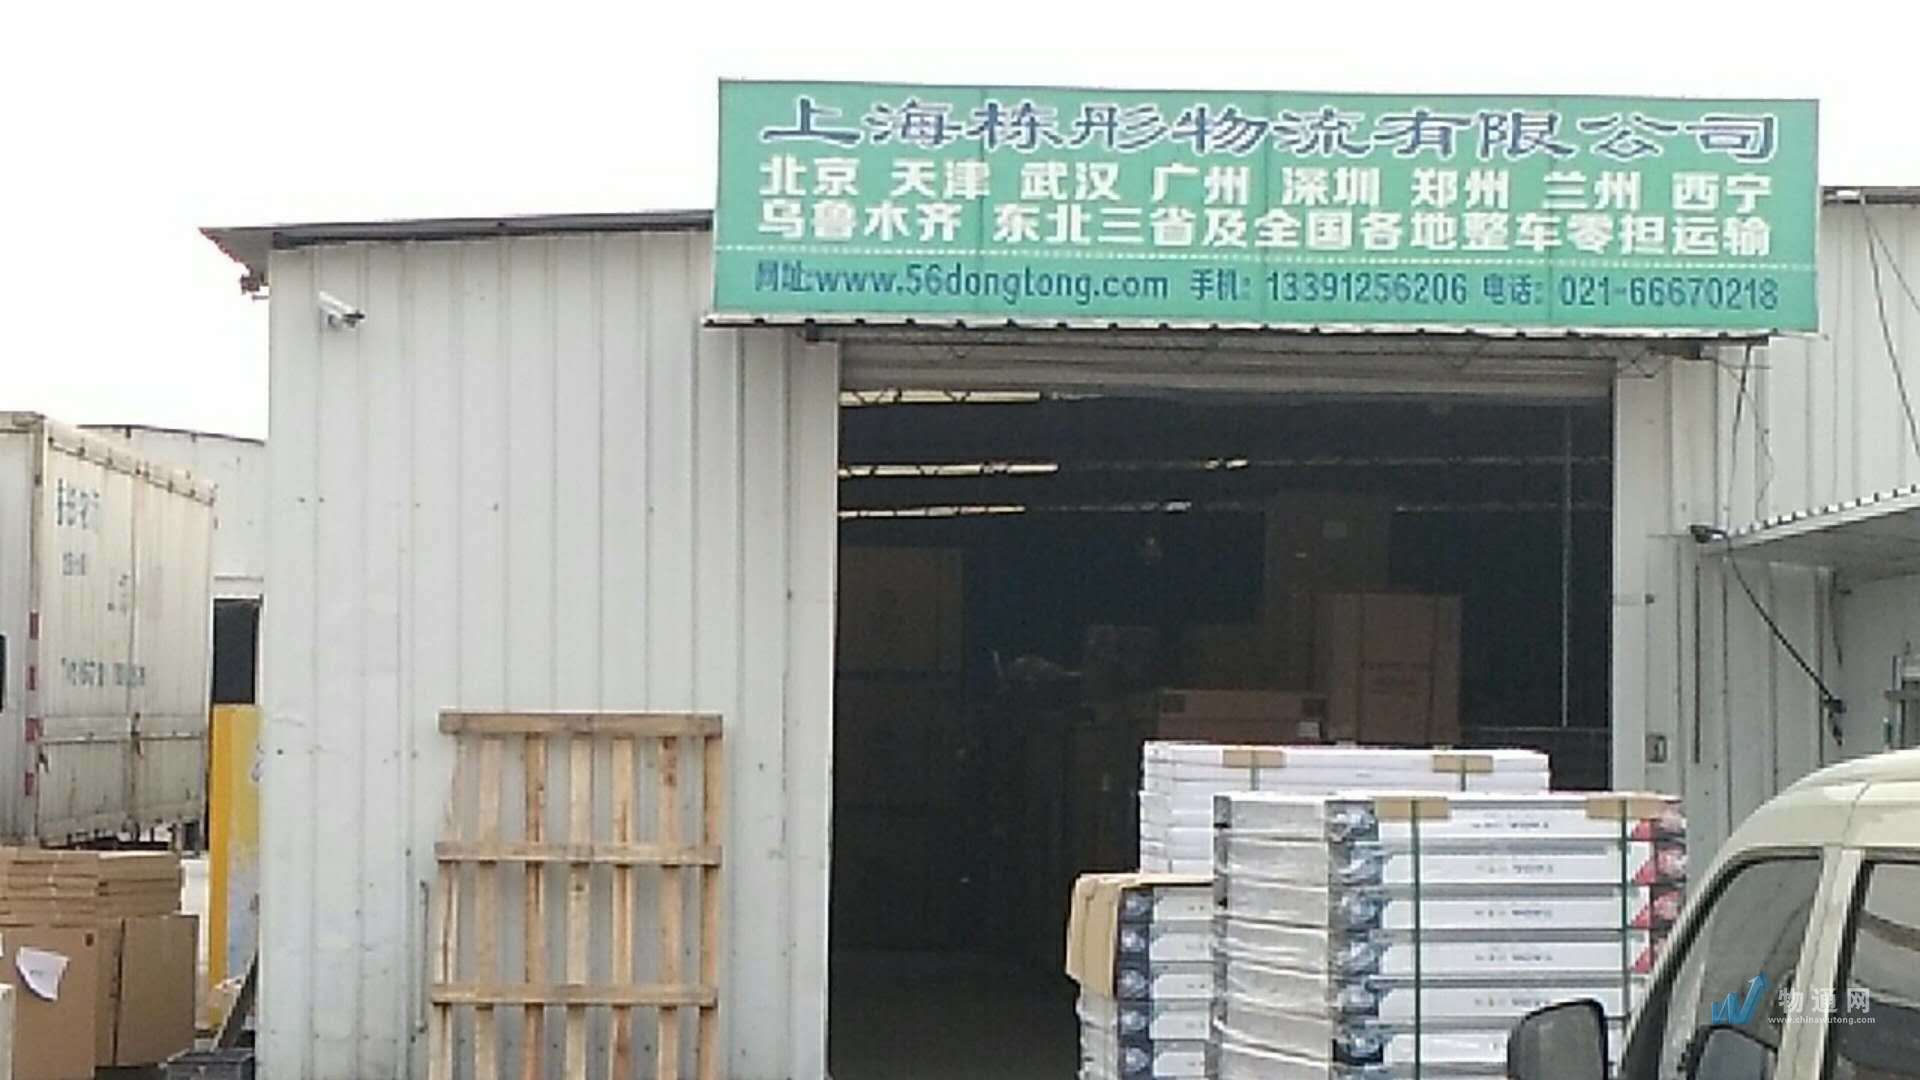 上海栋彤物流有限公司
北京 天津 武汉 广州 深圳 郑州 兰州 西宁
乌鲁木齐 东北三省及全国各地整车零担运输
网址:www.56dongtong.com 手机: 13391256206 电话: 021-66670218
物通网
www.chinawutong.com